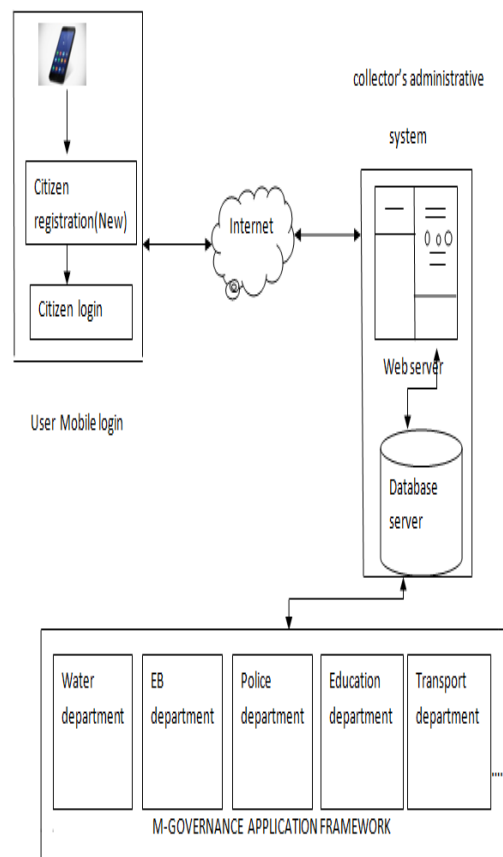 collector's administrative
system
Citizen
registration(New)
Internet
Citizen login
Web server
User Mobile login
Database
server
Water
department
EB
department
Police
department
Education
department
Transport
department
....
M-GOVERNANCE APPLICATION FRAMEWORK